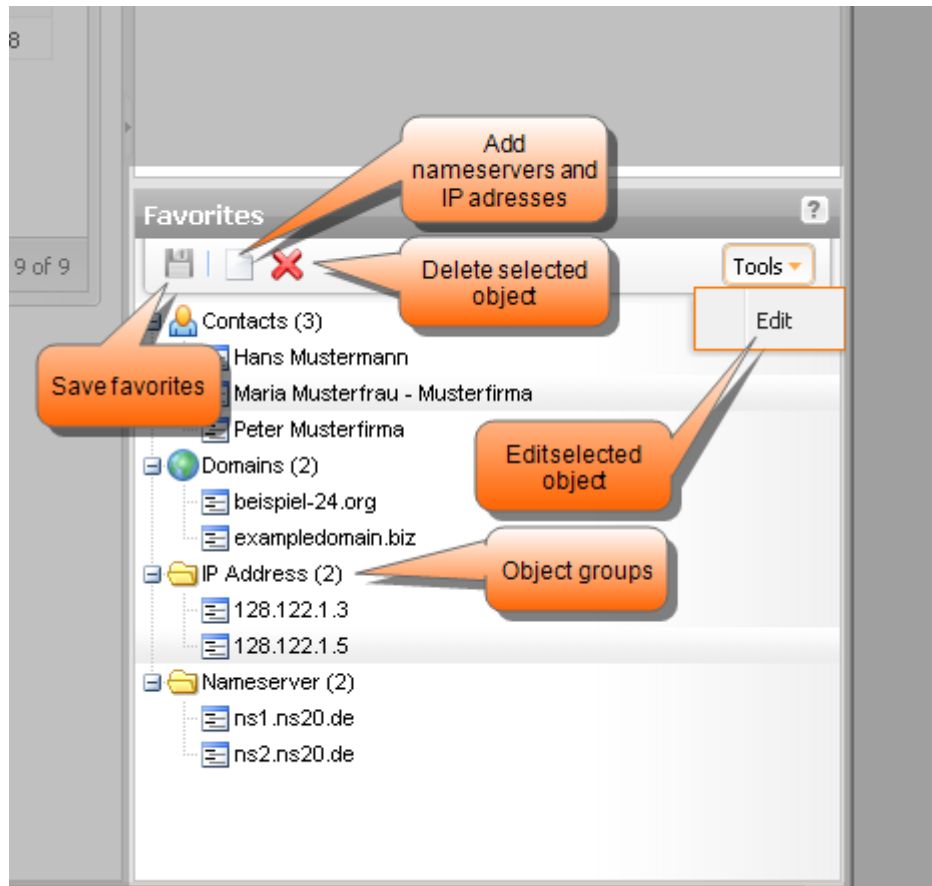 8
Add
nameservers and
IP adresses
Favorites
?
9 of 9
Delete selected
object
Tools
Edit
Contacts (3)
Hans Mustermann
Save favorites
Maria Musterfrau - Musterfirma
Peter Musterfirma
Edit selected
object
Domains (2)
beispiel-24.org
exampledomain.biz
IP Address (2)
Object groups
128.122.1.3
128.122.1.5
Nameserver (2)
ns1.ns20.de
ns2.ns20.de